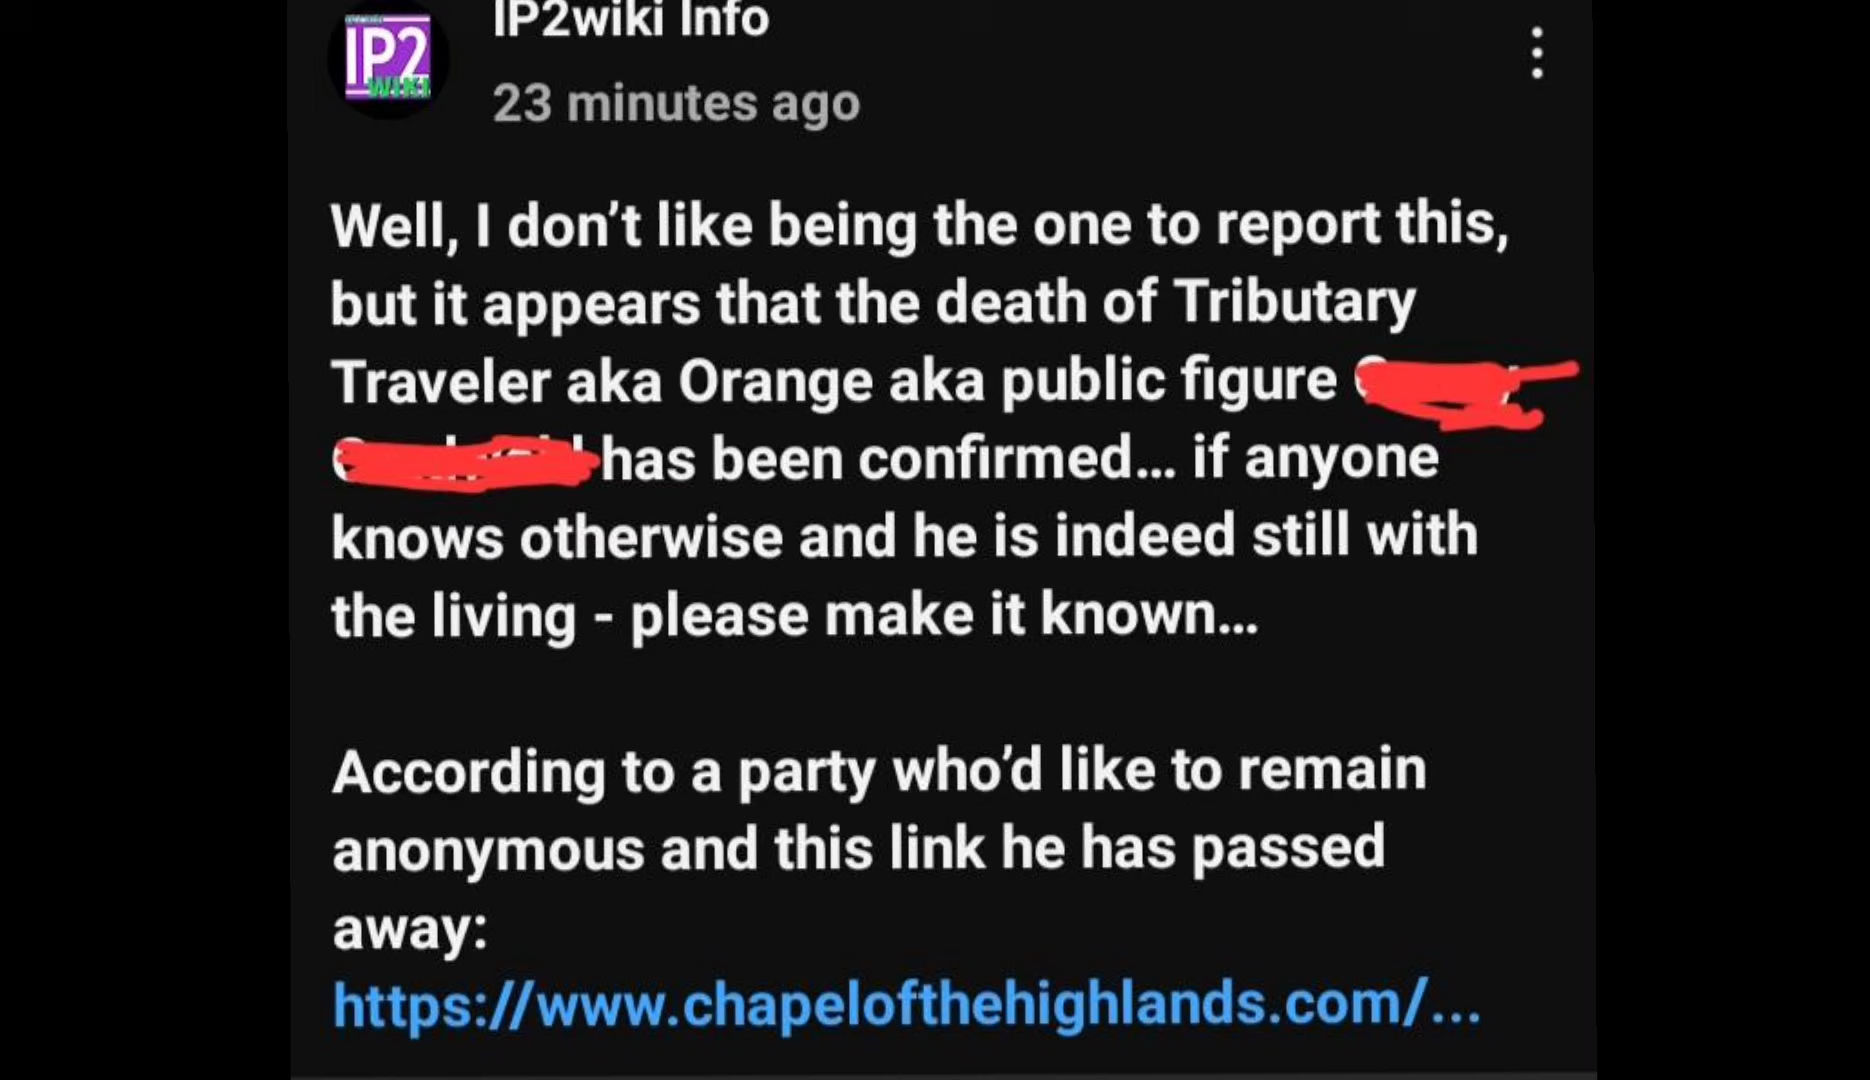 IP2
WIKI
IP2wiki Info
23 minutes ago
Well, I don't like being the one to report this,
but it appears that the death of Tributary
Traveler aka Orange aka public figure
has been confirmed... if anyone
knows otherwise and he is indeed still with
the living - please make it known...
According to a party who'd like to remain
anonymous and this link he has passed
away:
https://www.chapelofthehighlands.com/...